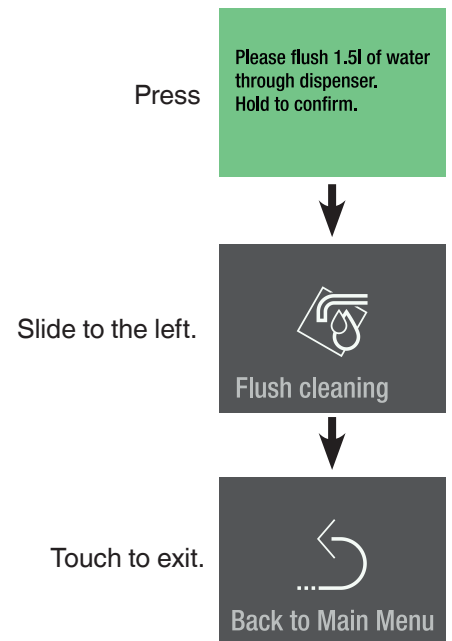 Press
Please flush 1.5l of water
through dispenser.
Hold to confirm.
Slide to the left.
Flush cleaning
Touch to exit.
Back to Main Menu